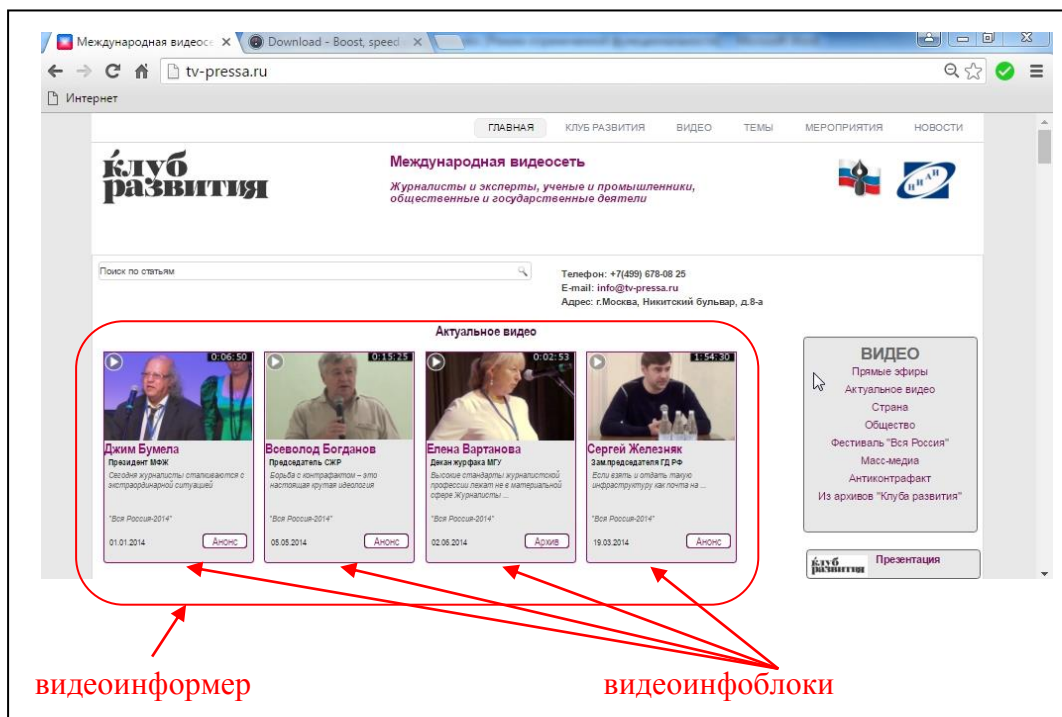 Международная видеосе
Download - Boost, speed
tv-pressa.ru
Интернет
ГЛАВНАЯ КЛУБ РАЗВИТИЯ ВИДЕО ТЕМЫ МЕРОПРИЯТИЯ НОВОСТИ
клуб
развития
Международная видеосеть
Журналисты и эксперты, ученые и промышленники,
общественные и государственные деятели
Поиск по статьям
Телефон: +7(499) 678-08 25
E-mail: info@tv-pressa.ru
Адрес: г.Москва, Никитский бульвар, д.8-а
Актуальное видео
0:06:50
Джим Бумела
Президент МФЖ
Сегодня журналисты сталкиваются с
экстраординарной ситуацией
"Вся Россия-2014"
01.01.2014 Анонс
0:15:25
Всеволод Богданов
Председатель СЖР
Борьба с контрафактом – это
настоящая крутая идеология
"Вся Россия-2014"
05.05.2014 Анонс
0:02:53
Елена Вартанова
Декан журфака МГУ
Высокие стандарты журналистской
профессии лежат не в материальной
сфере Журналисты ...
"Вся Россия-2014"
02.06.2014 Архив
1:54:30
Сергей Железняк
Зам.председателя ГД РФ
Если взять и отдать такую
инфраструктуру как почта на ...
"Вся Россия-2014"
19.03.2014 Анонс
ВИДЕО
Прямые эфиры
Актуальное видео
Страна
Общество
Фестиваль "Вся Россия"
Масс-медиа
Антиконтрафакт
Из архивов "Клуба развития"
клуб
развития
Презентация
видеоинформер
видеоинфоблоки